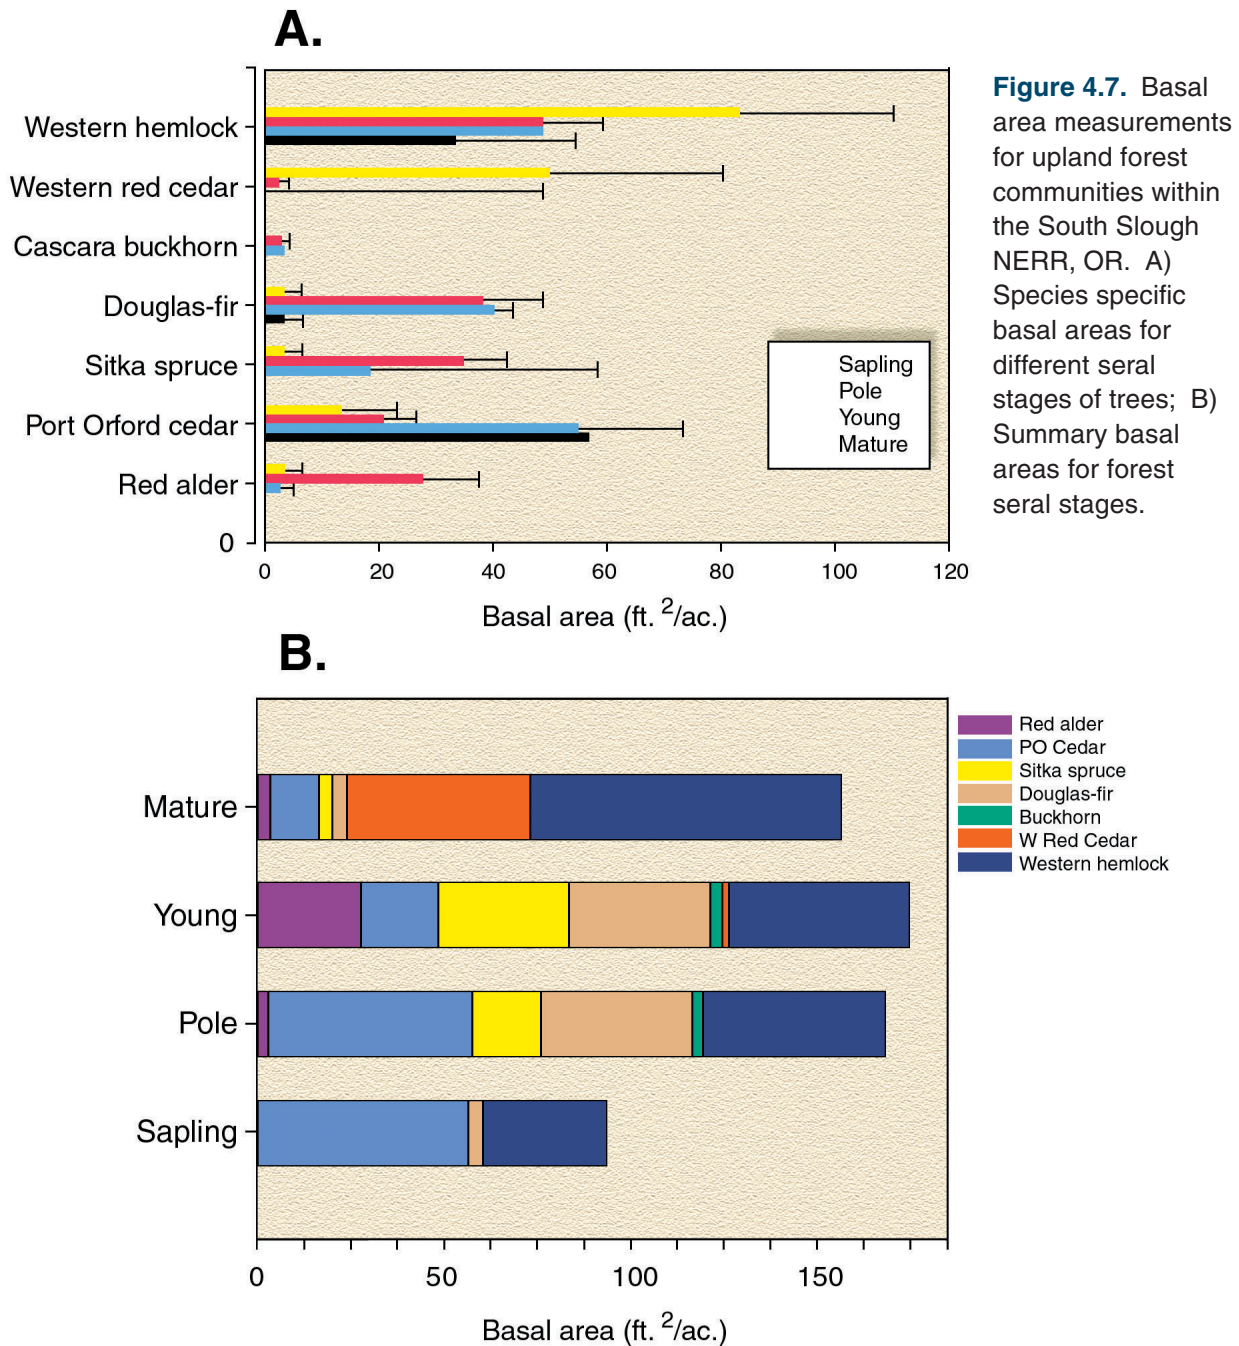 A.
Western hemlock
Western red cedar
Cascara buckhorn
Douglas-fir
Sitka spruce
Port Orford cedar
Red alder
0
Sapling
Pole
Young
Mature
0 20 40 60 80 100 120
Basal area (ft. 2/ac.)
Figure 4.7. Basal
area measurements
for upland forest
communities within
the South Slough
NERR, OR. A)
Species specific
basal areas for
different seral
stages of trees; B)
Summary basal
areas for forest
seral stages.
B.
Mature
Young
Pole
Sapling
Red alder
PO Cedar
Sitka spruce
Douglas-fir
Buckhorn
W Red Cedar
Western hemlock
0 50 100 150
Basal area (ft. 2/ac.)